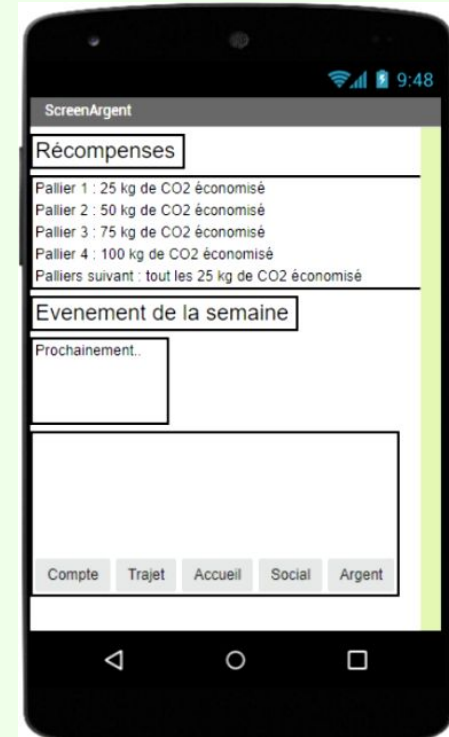 9:48
ScreenArgent
Récompenses
Pallier 1 : 25 kg de CO2 économisé
Pallier 2 : 50 kg de CO2 économisé
Pallier 3 : 75 kg de CO2 économisé
Pallier 4 : 100 kg de CO2 économisé
Palliers suivant : tout les 25 kg de CO2 économisé
Evenement de la semaine
Prochainement..
Compte Trajet Accueil Social Argent